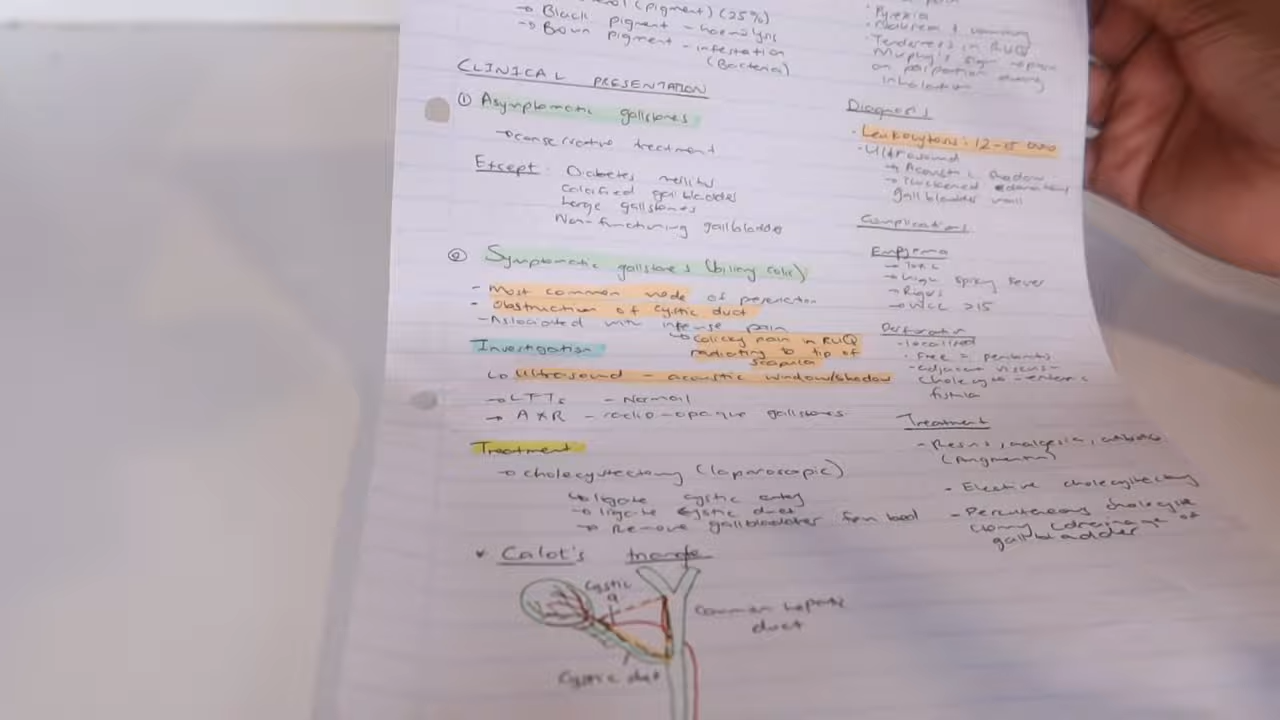 (pigment) (25%)
→ Black pigment - haemolysis
→ Brown pigment - infestation
(Bacteria)
CLINICAL PRESENTATION
① Asymptomatic gallstones
→ conservative treatment
Except: Diabetes mellitus
Calcified gallbladder
Large gallstones
Non-functioning gallbladder
② Symptomatic gallstones (biliary colic)
- Most common mode of presentation
- Obstruction of cystic duct
- Associated with intense pain
↳ Colicky pain in RUQ
radiating to tip of
scapula
Investigation
↳ Ultrasound - acoustic window/shadow
→ LFTs - Normal
→ AXR - radio-opaque gallstones
Treatment
→ cholecystectomy (laparoscopic)
↳ ligate cystic artery
→ ligate cystic duct
→ Remove gallbladder from bed
Calot's triangle
Cystic
a
Common hepatic
duct
Cystic duct
• Pyrexia
• Tenderness in RUQ
Murphy's sign
on palpation during
inhalation
Diagnosis
• Leukocytosis: 12-15 000
• Ultrasound
→ Acoustic shadow
→ Thickened edematous
gallbladder wall
Complications
Empyema
→ Toxic
→ High spiky fever
→ Rigors
→ WCC >15
Perforation
- localised
• Free = peritonitis
- adjacent viscus -
cholecysto-enteric
fistula
Treatment
- Resus, analgesia,
(Augmentin)
- Elective cholecystectomy
- Percutaneous cholecysto
(drainage of
gallbladder